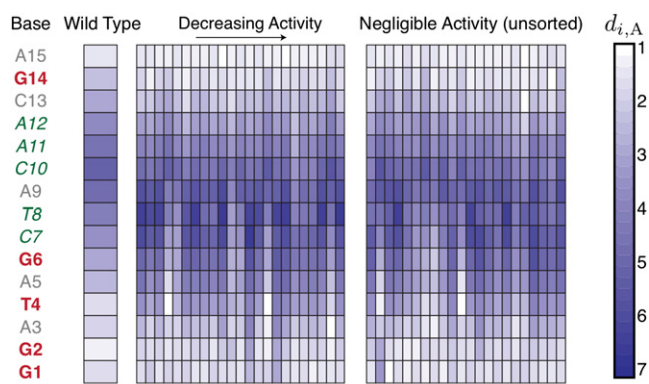 Base Wild Type Decreasing Activity Negligible Activity (unsorted) d_{i,A}
A15
G14
C13
A12
A11
C10
A9
T8
C7
G6
A5
T4
A3
G2
G1
1
2
3
4
5
6
7